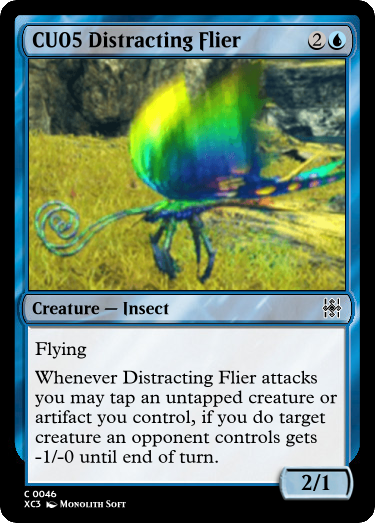 CU05 Distracting Flier 2
Creature — Insect
Flying
Whenever Distracting Flier attacks
you may tap an untapped creature or
artifact you control, if you do target
creature an opponent controls gets
-1/-0 until end of turn.
2/1
C 0046
XC3 Monolith Soft